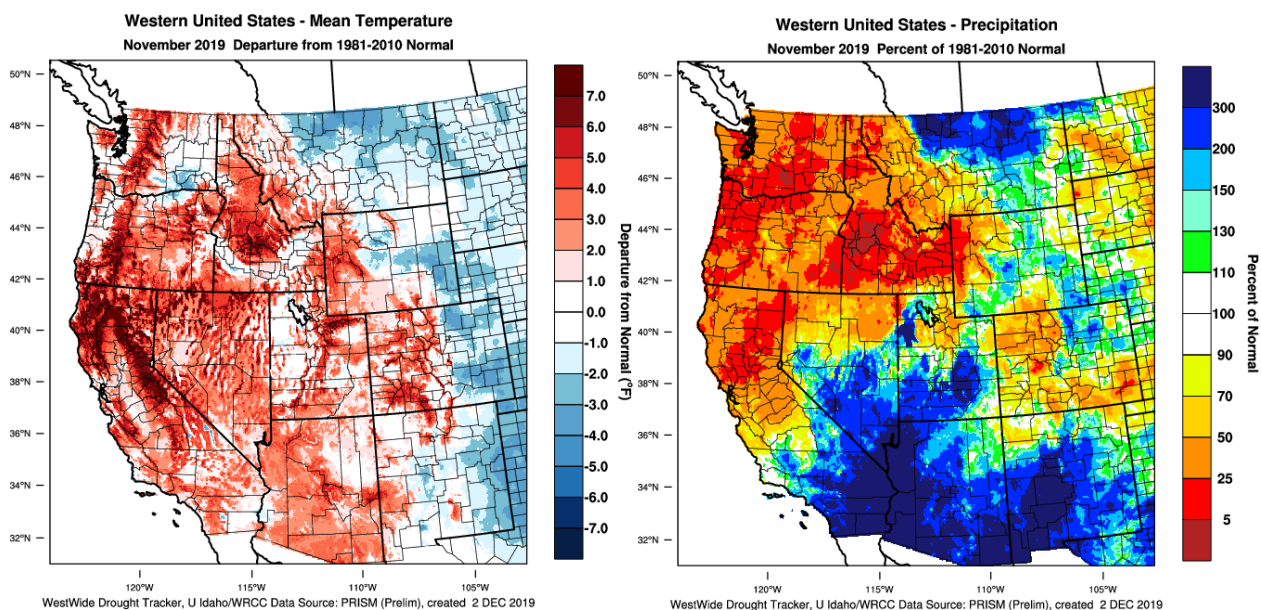 Western United States - Mean Temperature
November 2019 Departure from 1981-2010 Normal
50°N
48°N
46°N
44°N
42°N
40°N
38°N
36°N
34°N
32°N
120°W
115°W
110°W
105°W
7.0
6.0
5.0
4.0
3.0
2.0
1.0
0.0
-1.0
-2.0
-3.0
-4.0
-5.0
-6.0
-7.0
Departure from Normal (°F)
WestWide Drought Tracker, U Idaho/WRCC Data Source: PRISM (Prelim), created 2 DEC 2019
Western United States - Precipitation
November 2019 Percent of 1981-2010 Normal
50°N
48°N
46°N
44°N
42°N
40°N
38°N
36°N
34°N
32°N
120°W
115°W
110°W
105°W
300
200
150
130
110
100
90
70
50
25
5
Percent of Normal
WestWide Drought Tracker, U Idaho/WRCC Data Source: PRISM (Prelim), created 2 DEC 2019